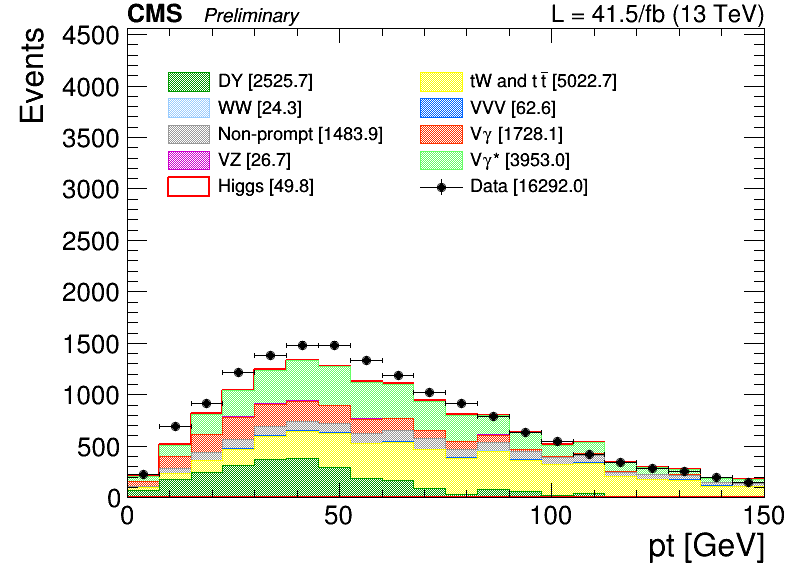 CMS Preliminary L = 41.5/fb (13 TeV)
Events
4500
4000
3500
3000
2500
2000
1500
1000
500
0
DY [2525.7] tW and t t̅ [5022.7]
WW [24.3] VVV [62.6]
Non-prompt [1483.9] Vγ [1728.1]
VZ [26.7] Vγ* [3953.0]
Higgs [49.8] Data [16292.0]
0 50 100 150
pt [GeV]